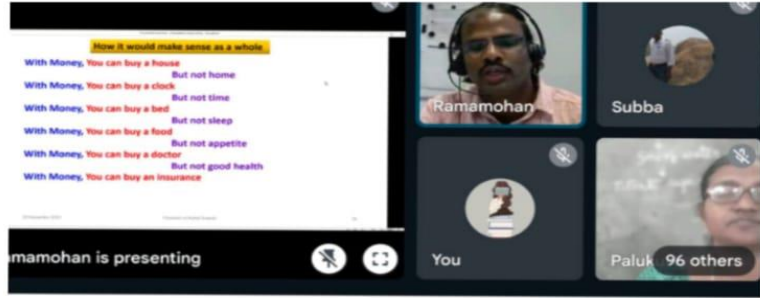 How it would make sense as a whole
With Money, You can buy a house
But not home
With Money, You can buy a clock
But not time
With Money, You can buy a bed
But not sleep
With Money, You can buy a food
But not appetite
With Money, You can buy a doctor
But not good health
With Money, You can buy an insurance
mamohan is presenting
Ramamohan
Subba
You
Paluk
96 others